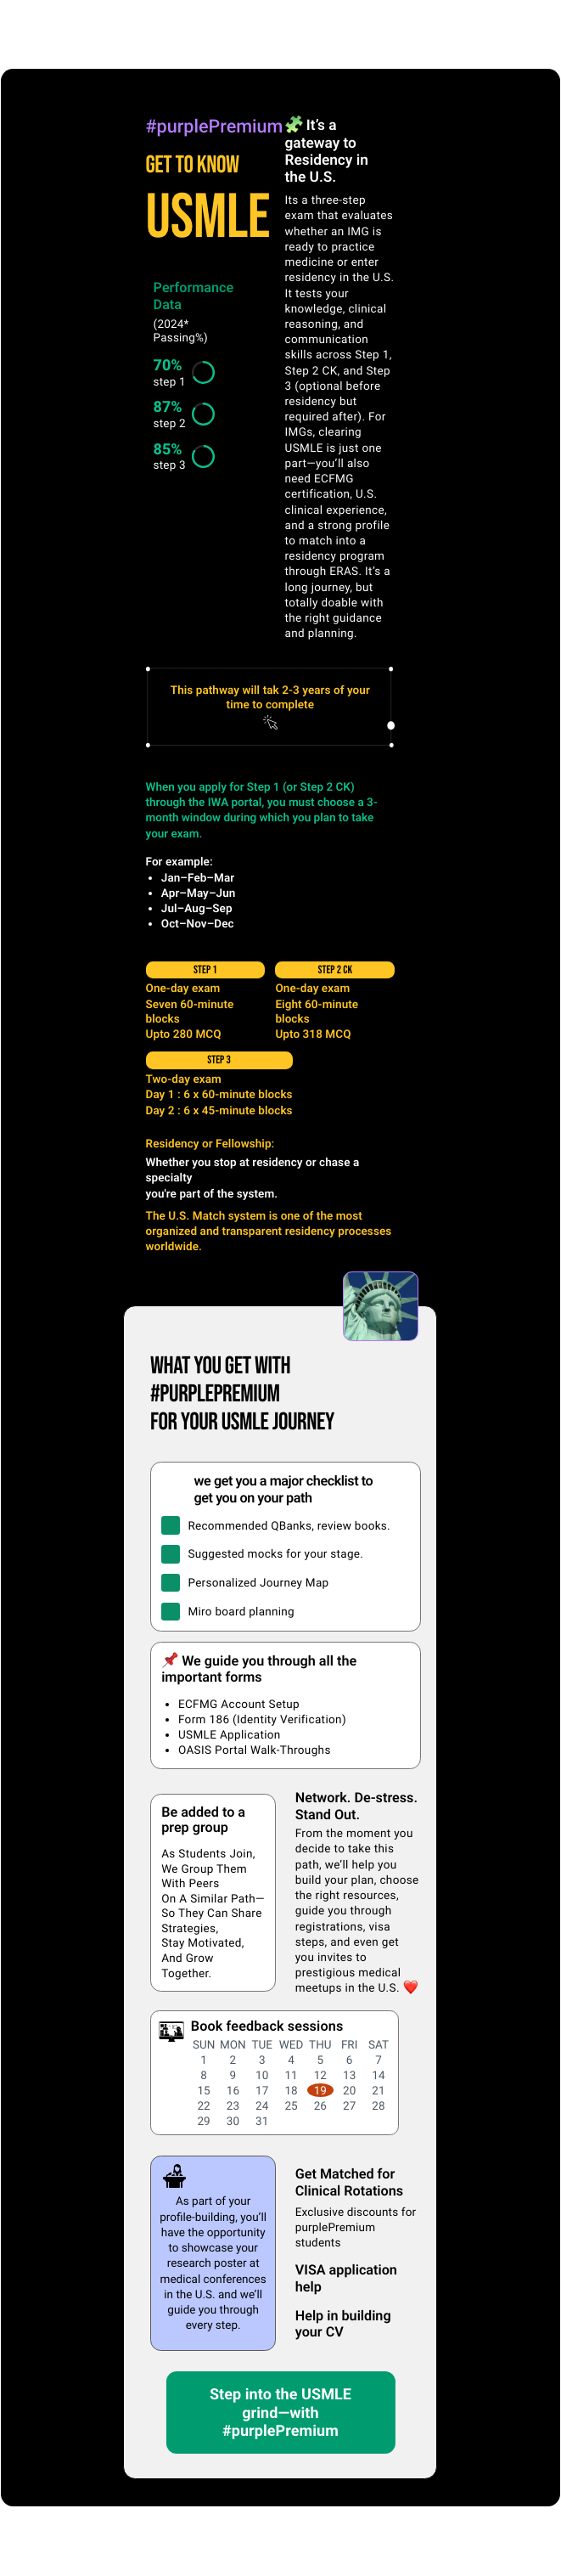 #purplePremium
GET TO KNOW
USMLE
Performance
Data
(2024*
Passing%)
70%
step 1
87%
step 2
85%
step 3
🧩 It's a
gateway to
Residency in
the U.S.
Its a three-step
exam that evaluates
whether an IMG is
ready to practice
medicine or enter
residency in the U.S.
It tests your
knowledge, clinical
reasoning, and
communication
skills across Step 1,
Step 2 CK, and Step
3 (optional before
residency but
required after). For
IMGs, clearing
USMLE is just one
part—you'll also
need ECFMG
certification, U.S.
clinical experience,
and a strong profile
to match into a
residency program
through ERAS. It's a
long journey, but
totally doable with
the right guidance
and planning.
This pathway will tak 2-3 years of your
time to complete
When you apply for Step 1 (or Step 2 CK)
through the IWA portal, you must choose a 3-
month window during which you plan to take
your exam.
For example:
• Jan–Feb–Mar
• Apr–May–Jun
• Jul–Aug–Sep
• Oct–Nov–Dec
STEP 1
One-day exam
Seven 60-minute
blocks
Upto 280 MCQ
STEP 2 CK
One-day exam
Eight 60-minute
blocks
Upto 318 MCQ
STEP 3
Two-day exam
Day 1 : 6 x 60-minute blocks
Day 2 : 6 x 45-minute blocks
Residency or Fellowship:
Whether you stop at residency or chase a
specialty
you're part of the system.
The U.S. Match system is one of the most
organized and transparent residency processes
worldwide.
WHAT YOU GET WITH
#PURPLEPREMIUM
FOR YOUR USMLE JOURNEY
we get you a major checklist to
get you on your path
Recommended QBanks, review books.
Suggested mocks for your stage.
Personalized Journey Map
Miro board planning
📌 We guide you through all the
important forms
• ECFMG Account Setup
• Form 186 (Identity Verification)
• USMLE Application
• OASIS Portal Walk-Throughs
Be added to a
prep group
As Students Join,
We Group Them
With Peers
On A Similar Path—
So They Can Share
Strategies,
Stay Motivated,
And Grow
Together.
Network. De-stress.
Stand Out.
From the moment you
decide to take this
path, we'll help you
build your plan, choose
the right resources,
guide you through
registrations, visa
steps, and even get
you invites to
prestigious medical
meetups in the U.S. ❤️
Book feedback sessions
SUN MON TUE WED THU FRI SAT
1 2 3 4 5 6 7
8 9 10 11 12 13 14
15 16 17 18 19 20 21
22 23 24 25 26 27 28
29 30 31
As part of your
profile-building, you'll
have the opportunity
to showcase your
research poster at
medical conferences
in the U.S. and we'll
guide you through
every step.
Get Matched for
Clinical Rotations
Exclusive discounts for
purplePremium
students
VISA application
help
Help in building
your CV
Step into the USMLE
grind—with
#purplePremium